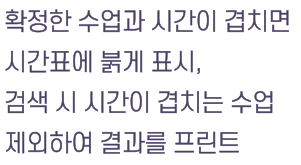 확정한 수업과 시간이 겹치면
시간표에 붉게 표시,
검색 시 시간이 겹치는 수업
제외하여 결과를 프린트